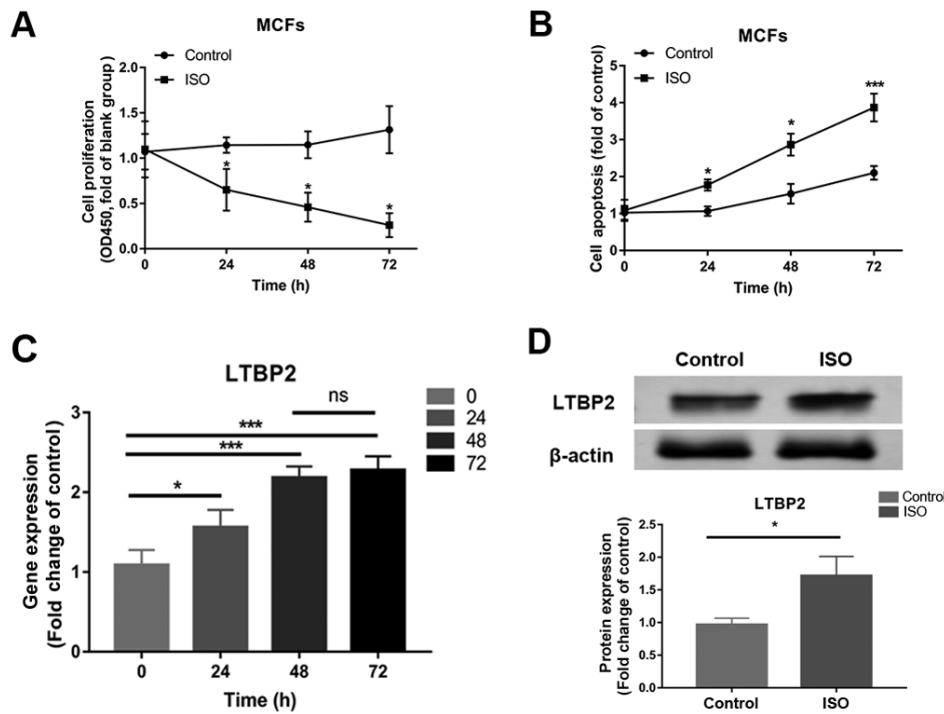 A
MCFs
Control
ISO
Cell proliferation
(OD450, fold of blank group)
2.0
1.5
1.0
0.5
0.0
0 24 48 72
Time (h)
*
*
*
B
MCFs
Control
ISO
Cell apoptosis (fold of control)
5
4
3
2
1
0
0 24 48 72
Time (h)
*
*
***
C
LTBP2
0
24
48
72
Gene expression
(Fold change of control)
3
2
1
0
ns
***
***
*
0 24 48 72
Time (h)
D
Control ISO
LTBP2
β-actin
LTBP2
Control
ISO
Protein expression
(Fold change of control)
2.5
2.0
1.5
1.0
0.5
0.0
*
Control ISO